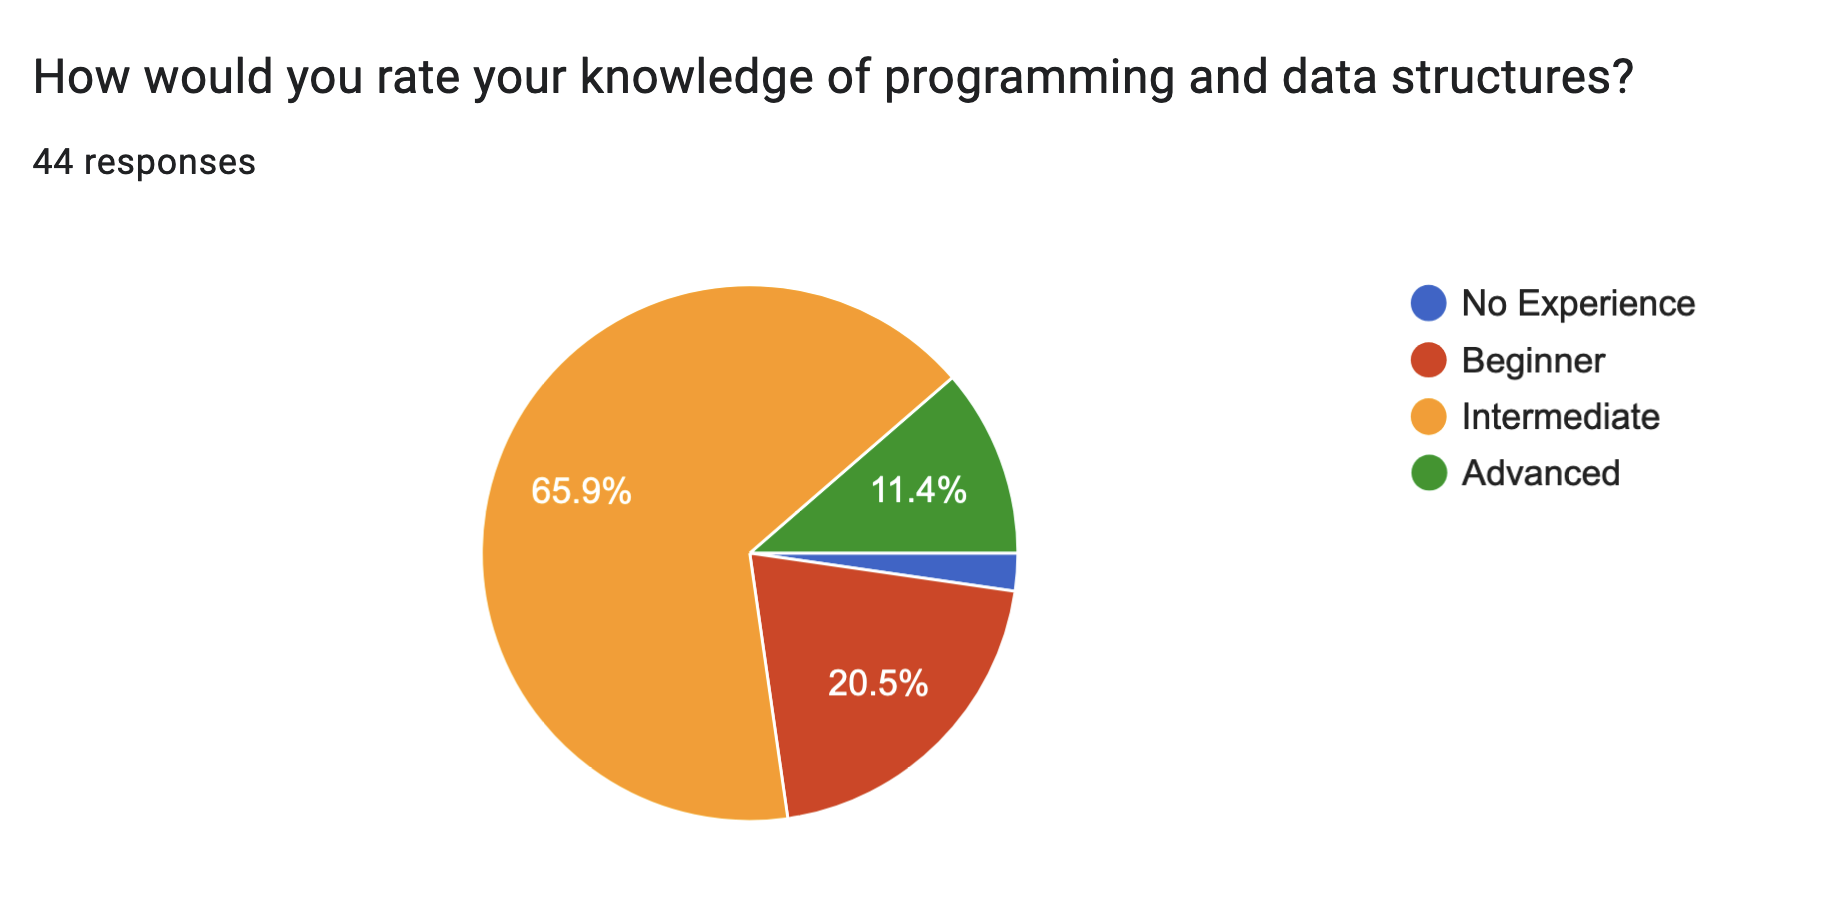 How would you rate your knowledge of programming and data structures?
44 responses
No Experience
Beginner
Intermediate
Advanced
65.9%
11.4%
20.5%